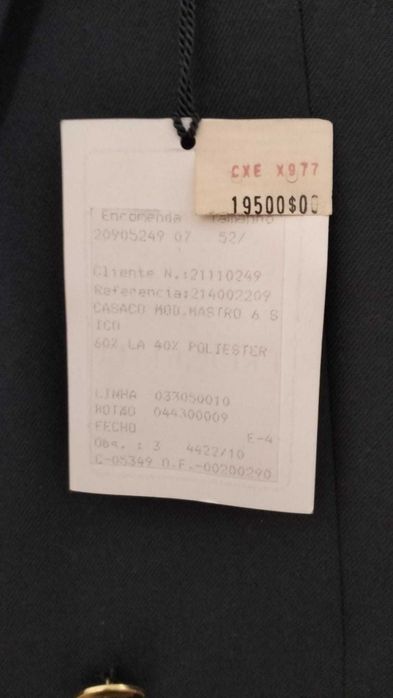 CXE X977
19500$00
Encomenda Tamanho
20905249 07 52/
Cliente N.:21110249
Referencia:214002209
CASACO MOD.MASTRO 6 S
ICO
60% LA 40% POLIESTER
LINHA 033050010
BOTAO 044300009
FECHO E-4
Obs. : 3 4422/10
C-05349 O.F.-00200290